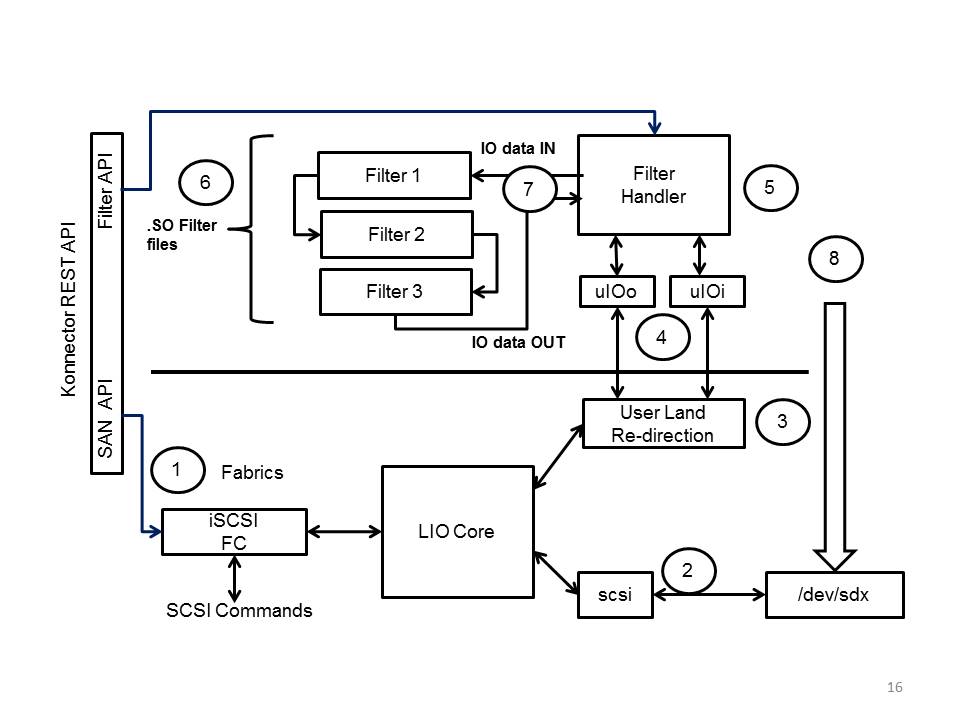 IO data IN
Filter 1
Filter
Handler
6
7
5
.SO Filter
files
Filter 2
Filter 3
uIOo
uIOi
8
IO data OUT
4
Konnector REST API
Filter API
SAN API
User Land
Re-direction
3
1
Fabrics
iSCSI
FC
LIO Core
2
scsi
/dev/sdx
SCSI Commands
16